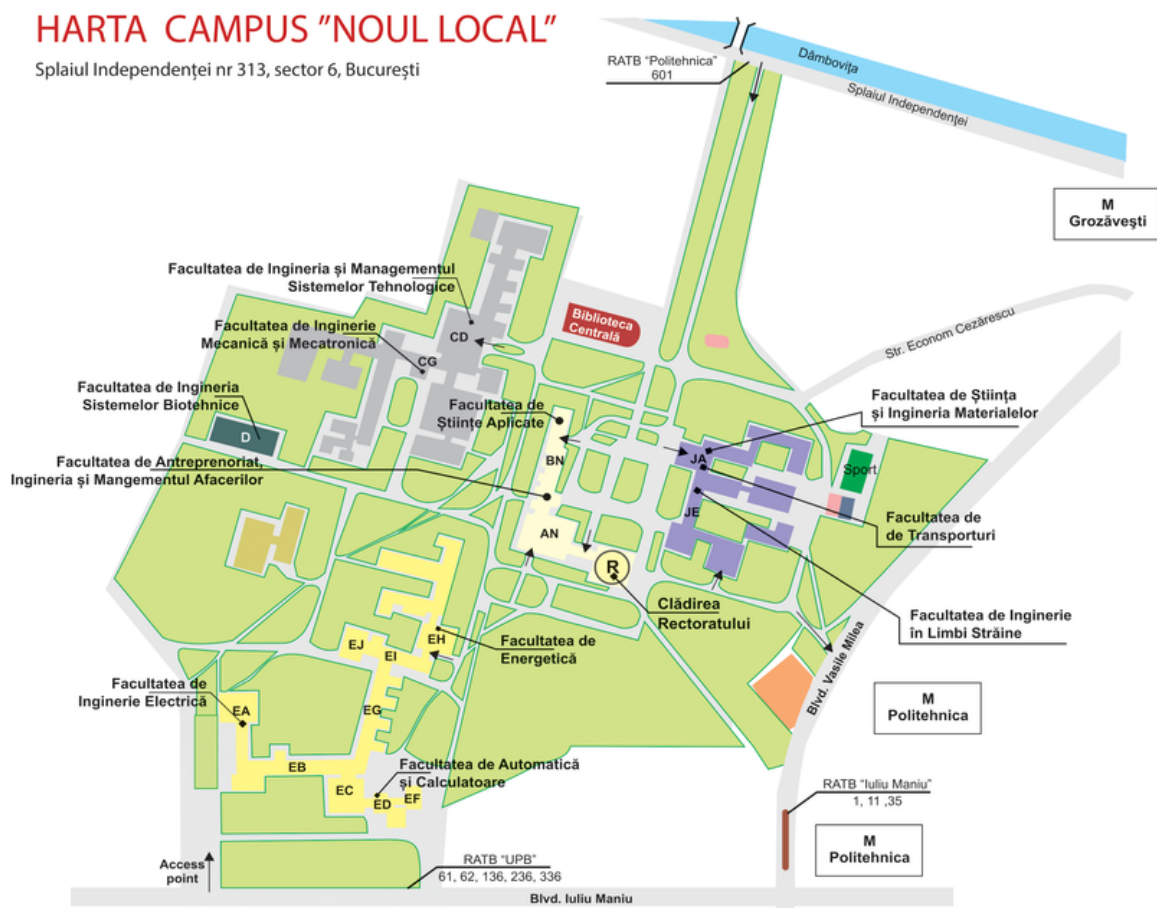 HARTA CAMPUS ”NOUL LOCAL”
Splaiul Independenței nr 313, sector 6, București
RATB “Politehnica”
601
Dâmbovița
Splaiul Independenței
M
Grozăvești
Str. Econom Cezărescu
Facultatea de Ingineria și Managementul
Sistemelor Tehnologice
CD
Biblioteca
Centrală
Facultatea de Inginerie
Mecanică și Mecatronică
CG
Facultatea de Ingineria
Sistemelor Biotehnice
D
Facultatea de
Științe Aplicate
BN
Facultatea de Știința
și Ingineria Materialelor
JA
Sport
Facultatea de Antreprenoriat,
Ingineria și Mangementul Afacerilor
AN
JE
Facultatea de
de Transporturi
R
Clădirea
Rectoratului
Facultatea de Inginerie
în Limbi Străine
EJ
EI
EH
Facultatea de
Energetică
Facultatea de
Inginerie Electrică
EA
EG
Blvd. Vasile Milea
M
Politehnica
EB
Facultatea de Automatică
și Calculatoare
EC
ED
EF
RATB “Iuliu Maniu”
1, 11 ,35
M
Politehnica
Access
point
RATB “UPB”
61, 62, 136, 236, 336
Blvd. Iuliu Maniu